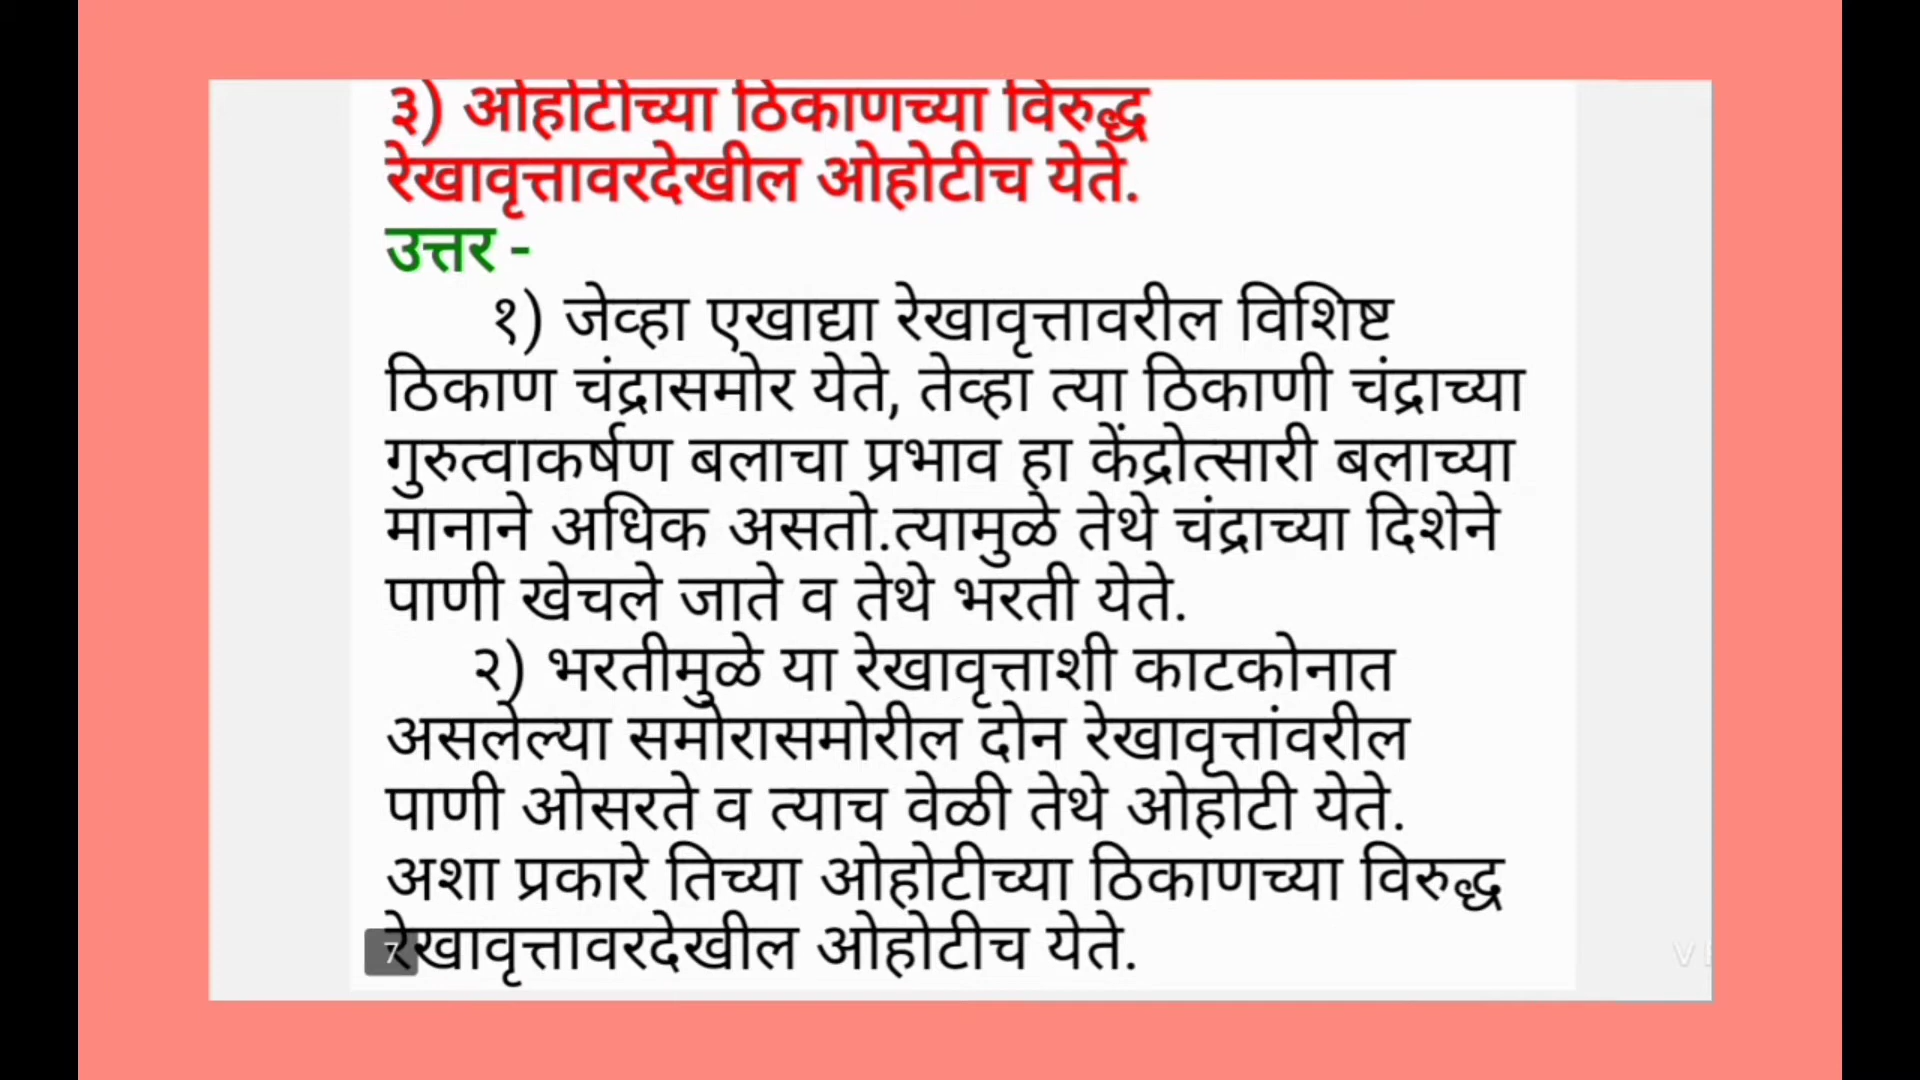 ३) ओहोटीच्या ठिकाणच्या विरुद्ध
रेखावृत्तावरदेखील ओहोटीच येते.
उत्तर -
१) जेव्हा एखाद्या रेखावृत्तावरील विशिष्ट
ठिकाण चंद्रासमोर येते, तेव्हा त्या ठिकाणी चंद्राच्या
गुरुत्वाकर्षण बलाचा प्रभाव हा केंद्रोत्सारी बलाच्या
मानाने अधिक असतो.त्यामुळे तेथे चंद्राच्या दिशेने
पाणी खेचले जाते व तेथे भरती येते.
२) भरतीमुळे या रेखावृत्ताशी काटकोनात
असलेल्या समोरासमोरील दोन रेखावृत्तांवरील
पाणी ओसरते व त्याच वेळी तेथे ओहोटी येते.
अशा प्रकारे तिच्या ओहोटीच्या ठिकाणच्या विरुद्ध
रेखावृत्तावरदेखील ओहोटीच येते.
7